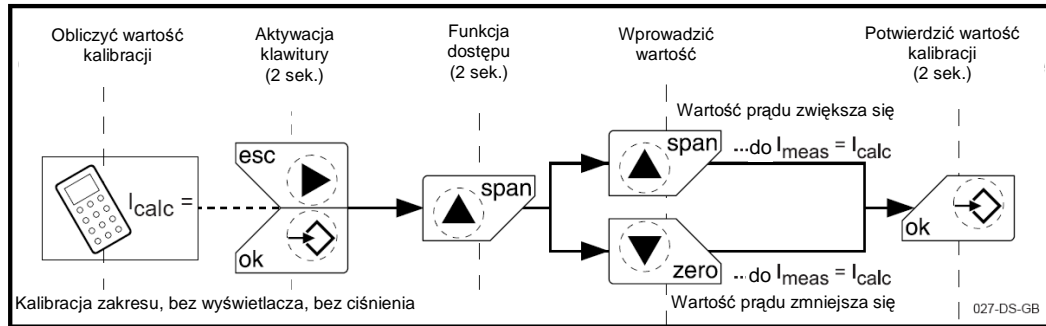 Obliczyć wartość
kalibracji
Aktywacja
klawitury
(2 sek.)
Funkcja
dostępu
(2 sek.)
Wprowadzić
wartość
Potwierdzić wartość
kalibracji
(2 sek.)
Wartość prądu zwiększa się
esc
span
...do Imeas = Icalc
Icalc =
span
ok
ok
zero
...do Imeas = Icalc
Kalibracja zakresu, bez wyświetlacza, bez ciśnienia
Wartość prądu zmniejsza się
027-DS-GB